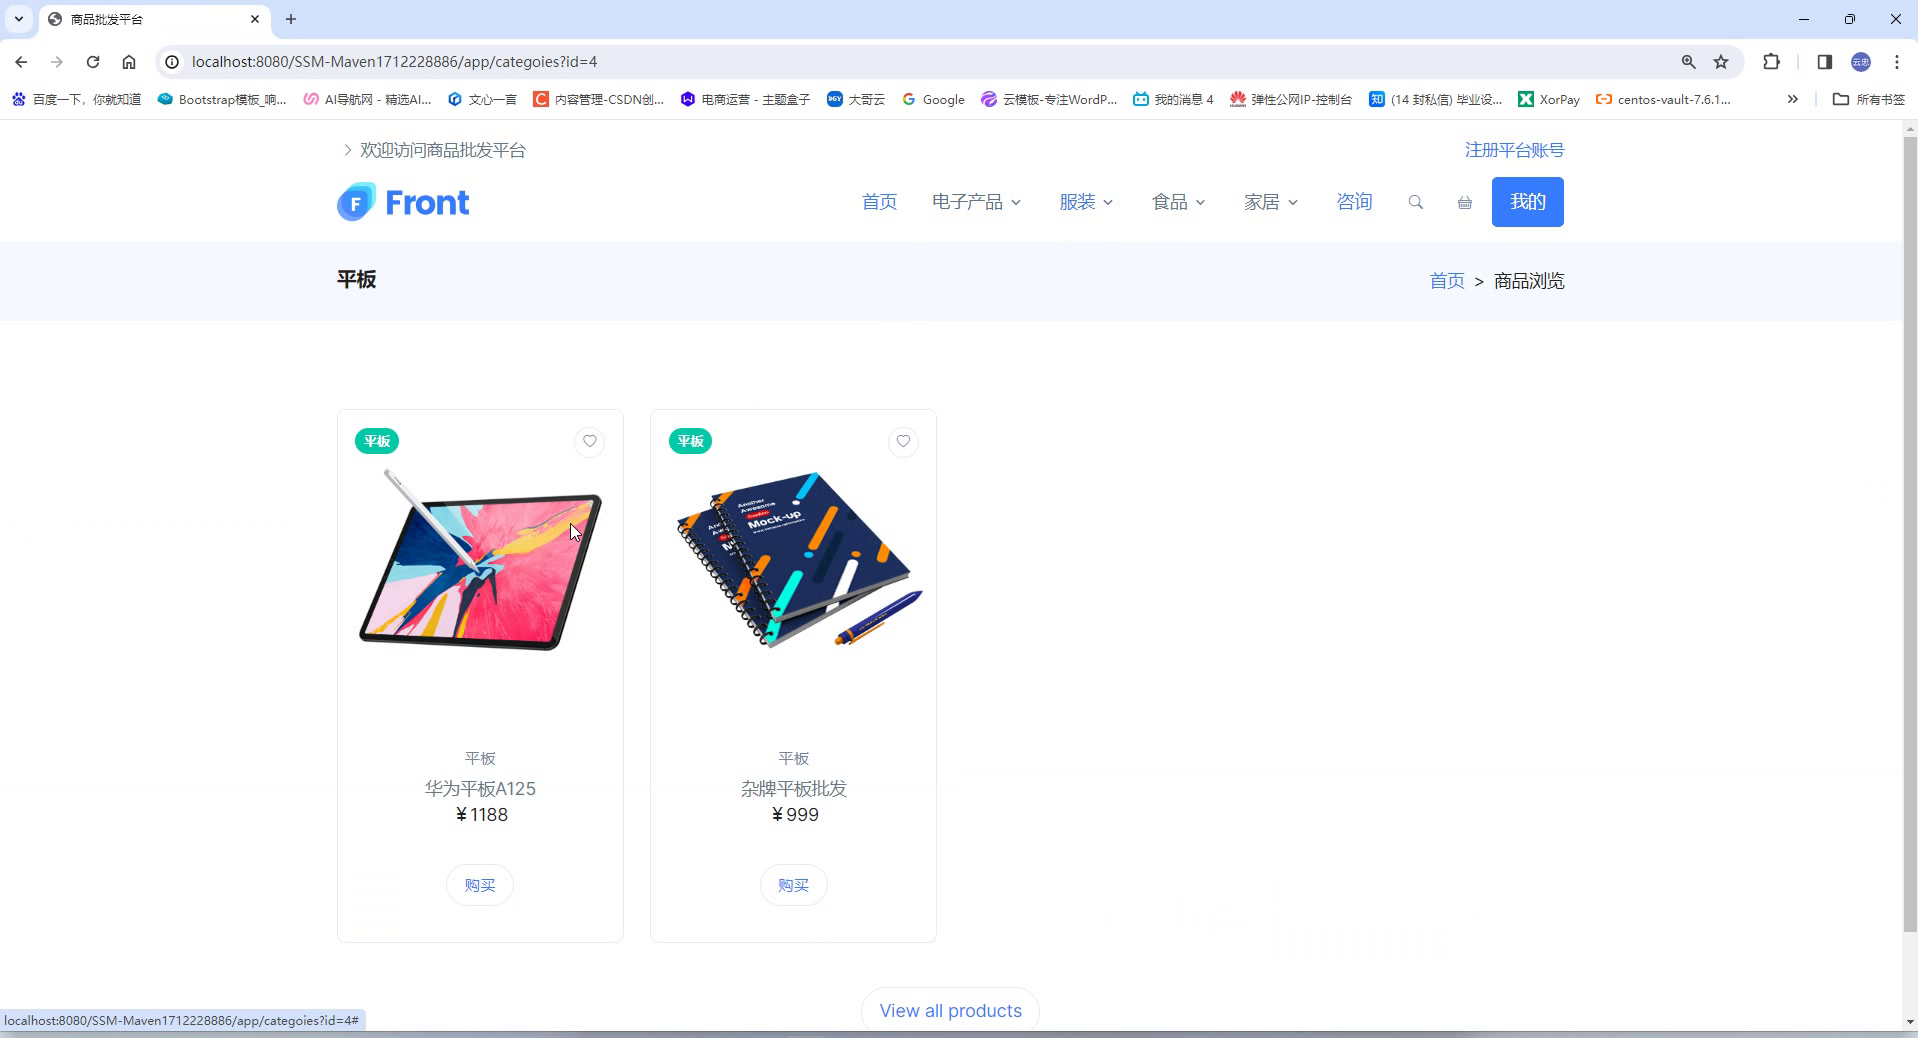 商品批发平台
localhost:8080/SSM-Maven1712228886/app/categoies?id=4
云忠
百度一下，你就知道
Bootstrap模板_响...
AI导航网 - 精选AI...
文心一言
内容管理-CSDN创...
电商运营 - 主题盒子
大哥云
Google
云模板-专注WordP...
我的消息 4
弹性公网IP-控制台
(14 封私信) 毕业设...
XorPay
centos-vault-7.6.1...
所有书签
欢迎访问商品批发平台
注册平台账号
Front
首页
电子产品
服装
食品
家居
咨询
我的
平板
首页 > 商品浏览
平板
平板
Another
Awesome
Mock-up
平板
华为平板A125
¥1188
购买
平板
杂牌平板批发
¥999
购买
View all products
localhost:8080/SSM-Maven1712228886/app/categoies?id=4#